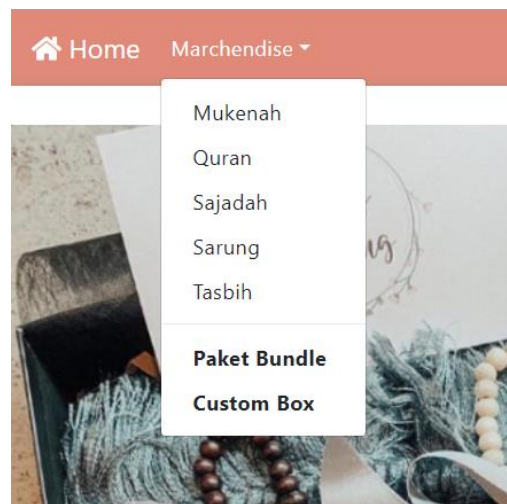 Home Marchendise
Mukenah
Quran
Sajadah
Sarung
Tasbih
Paket Bundle
Custom Box